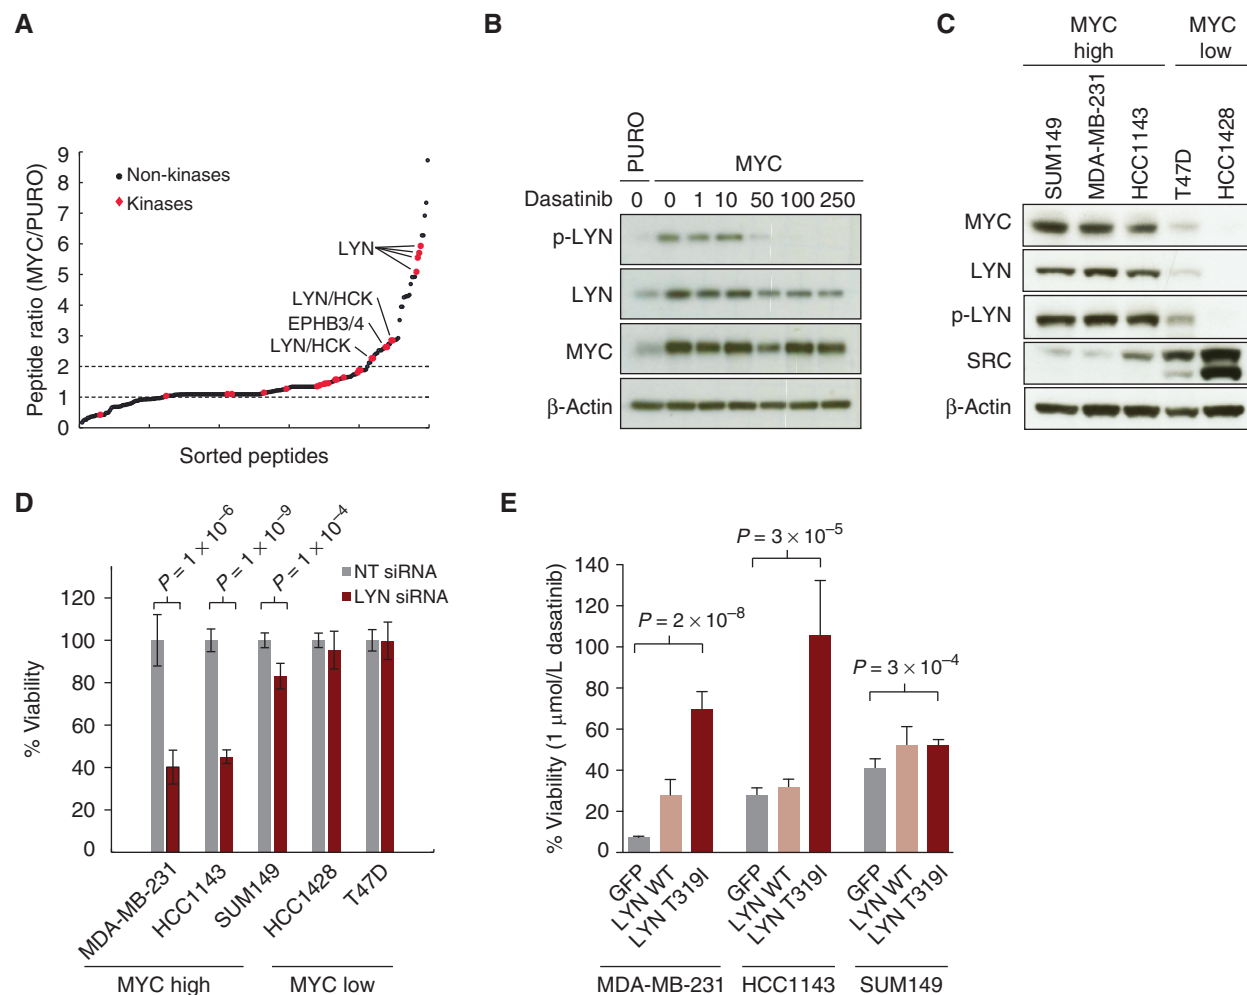 A
Peptide ratio (MYC/PURO)
9
8
7
6
5
4
3
2
1
0
Non-kinases
Kinases
LYN
LYN/HCK
EPHB3/4
LYN/HCK
Sorted peptides
B
PURO
MYC
Dasatinib 0 0 1 10 50 100 250
p-LYN
LYN
MYC
β-Actin
C
MYC high
MYC low
SUM149
MDA-MB-231
HCC1143
T47D
HCC1428
MYC
LYN
p-LYN
SRC
β-Actin
D
% Viability
120
100
80
60
40
20
0
P = 1 × 10⁻⁶
P = 1 × 10⁻⁹
P = 1 × 10⁻⁴
NT siRNA
LYN siRNA
MDA-MB-231
HCC1143
SUM149
HCC1428
T47D
MYC high
MYC low
E
% Viability (1 μmol/L dasatinib)
140
120
100
80
60
40
20
0
P = 2 × 10⁻⁸
P = 3 × 10⁻⁵
P = 3 × 10⁻⁴
GFP
LYN WT
LYN T319I
GFP
LYN WT
LYN T319I
GFP
LYN WT
LYN T319I
MDA-MB-231
HCC1143
SUM149